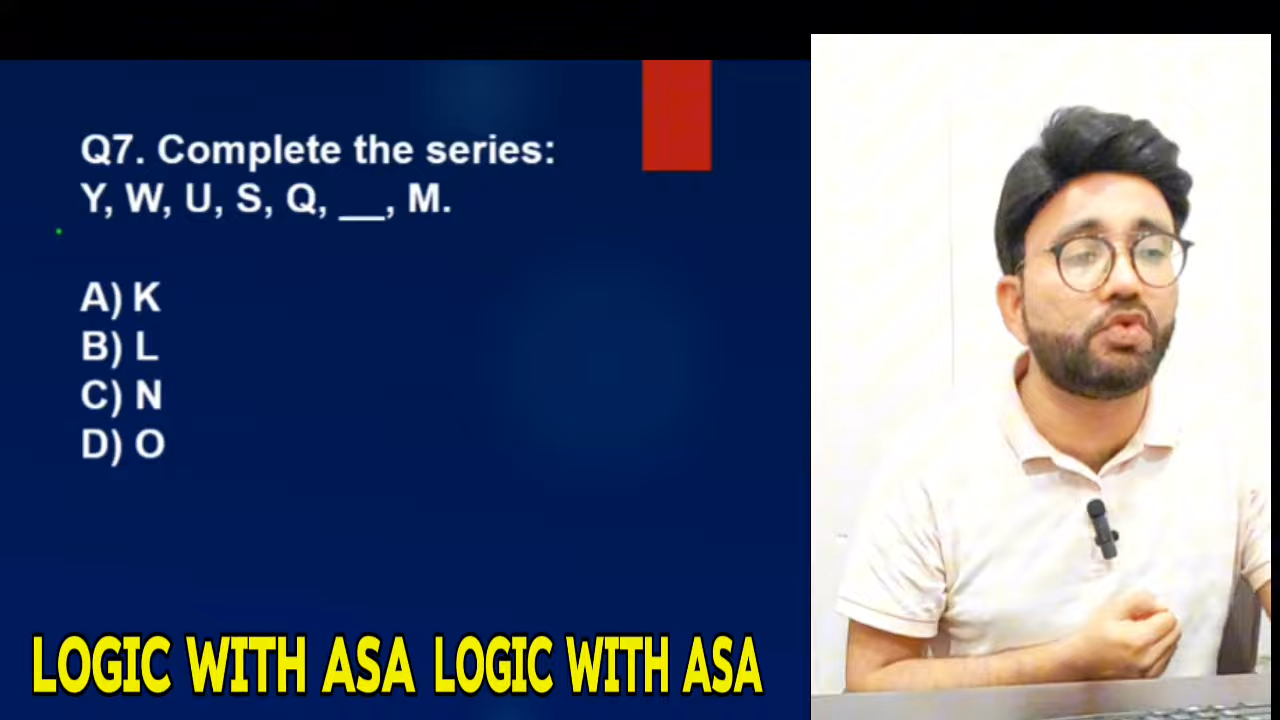 Q7. Complete the series:
Y, W, U, S, Q, __, M.
A) K
B) L
C) N
D) O
LOGIC WITH ASA LOGIC WITH ASA